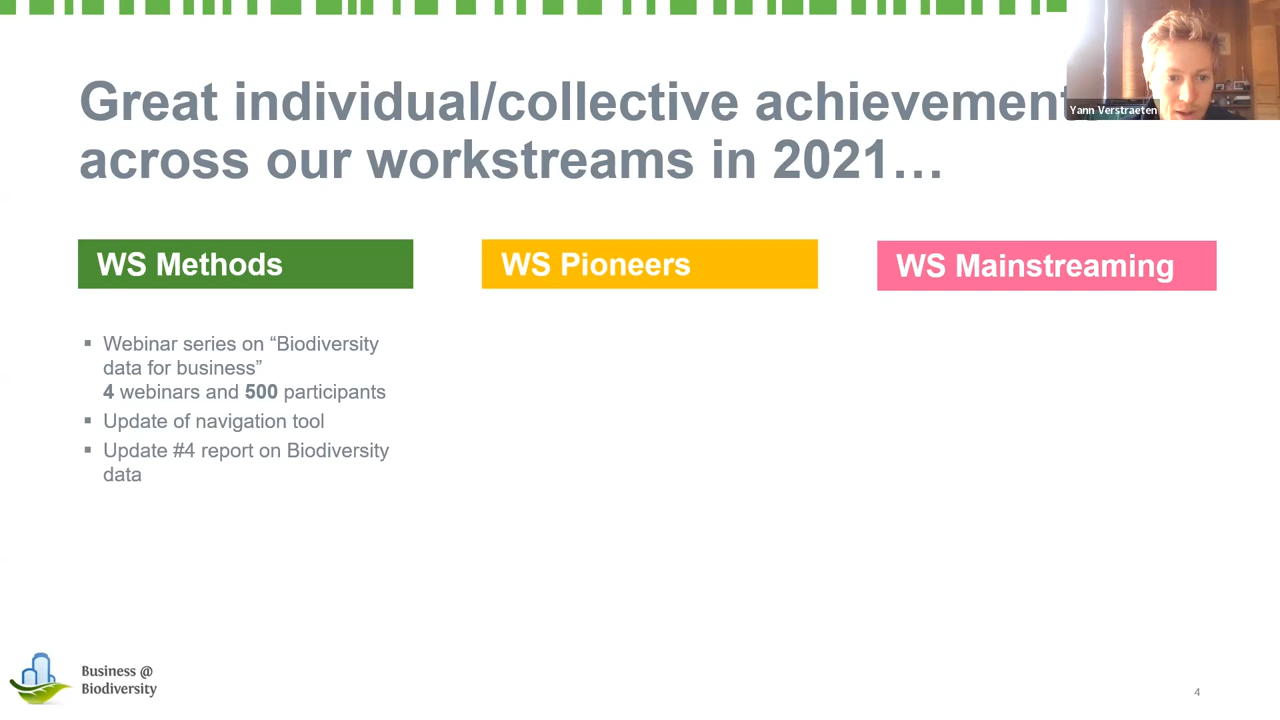 Great individual/collective achievement
across our workstreams in 2021…
Yann Verstraeten
WS Methods
WS Pioneers
WS Mainstreaming
▪ Webinar series on “Biodiversity
data for business”
4 webinars and 500 participants
▪ Update of navigation tool
▪ Update #4 report on Biodiversity
data
Business @
Biodiversity
4